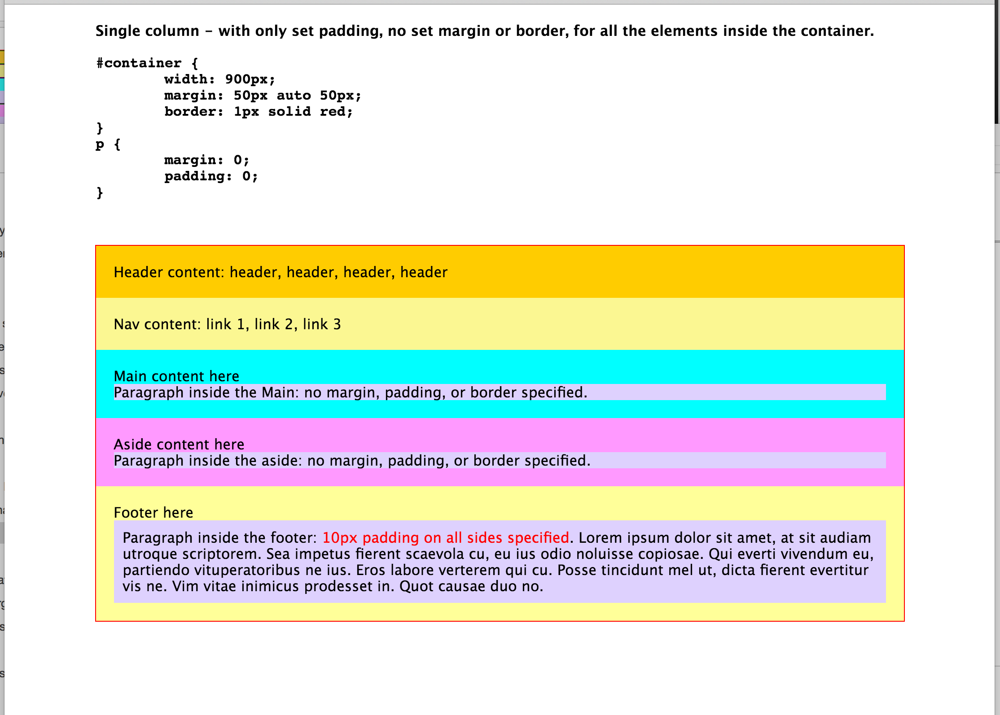 Single column – with only set padding, no set margin or border, for all the elements inside the container.
#container {
width: 900px;
margin: 50px auto 50px;
border: 1px solid red;
}
p {
margin: 0;
padding: 0;
}
Header content: header, header, header, header
Nav content: link 1, link 2, link 3
Main content here
Paragraph inside the Main: no margin, padding, or border specified.
Aside content here
Paragraph inside the aside: no margin, padding, or border specified.
Footer here
Paragraph inside the footer: 10px padding on all sides specified. Lorem ipsum dolor sit amet, at sit audiam
utroque scriptorem. Sea impetus fierent scaevola cu, eu ius odio noluisse copiosae. Qui everti vivendum eu,
partiendo vituperatoribus ne ius. Eros labore verterem qui cu. Posse tincidunt mel ut, dicta fierent evertitur
vis ne. Vim vitae inimicus prodesset in. Quot causae duo no.